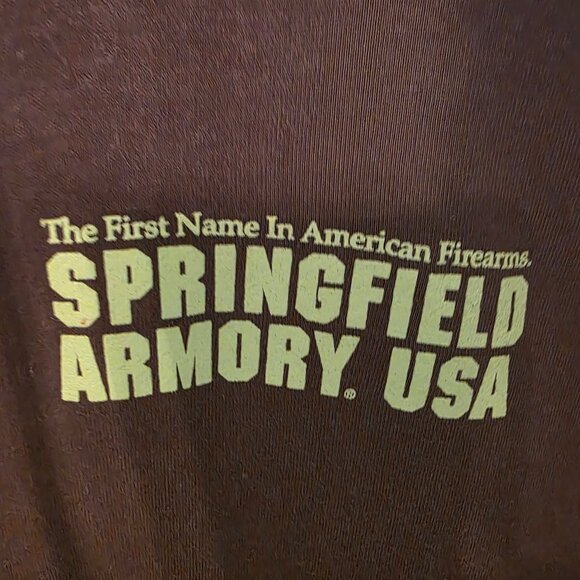 The First Name In American Firearms.
SPRINGFIELD
ARMORY® USA